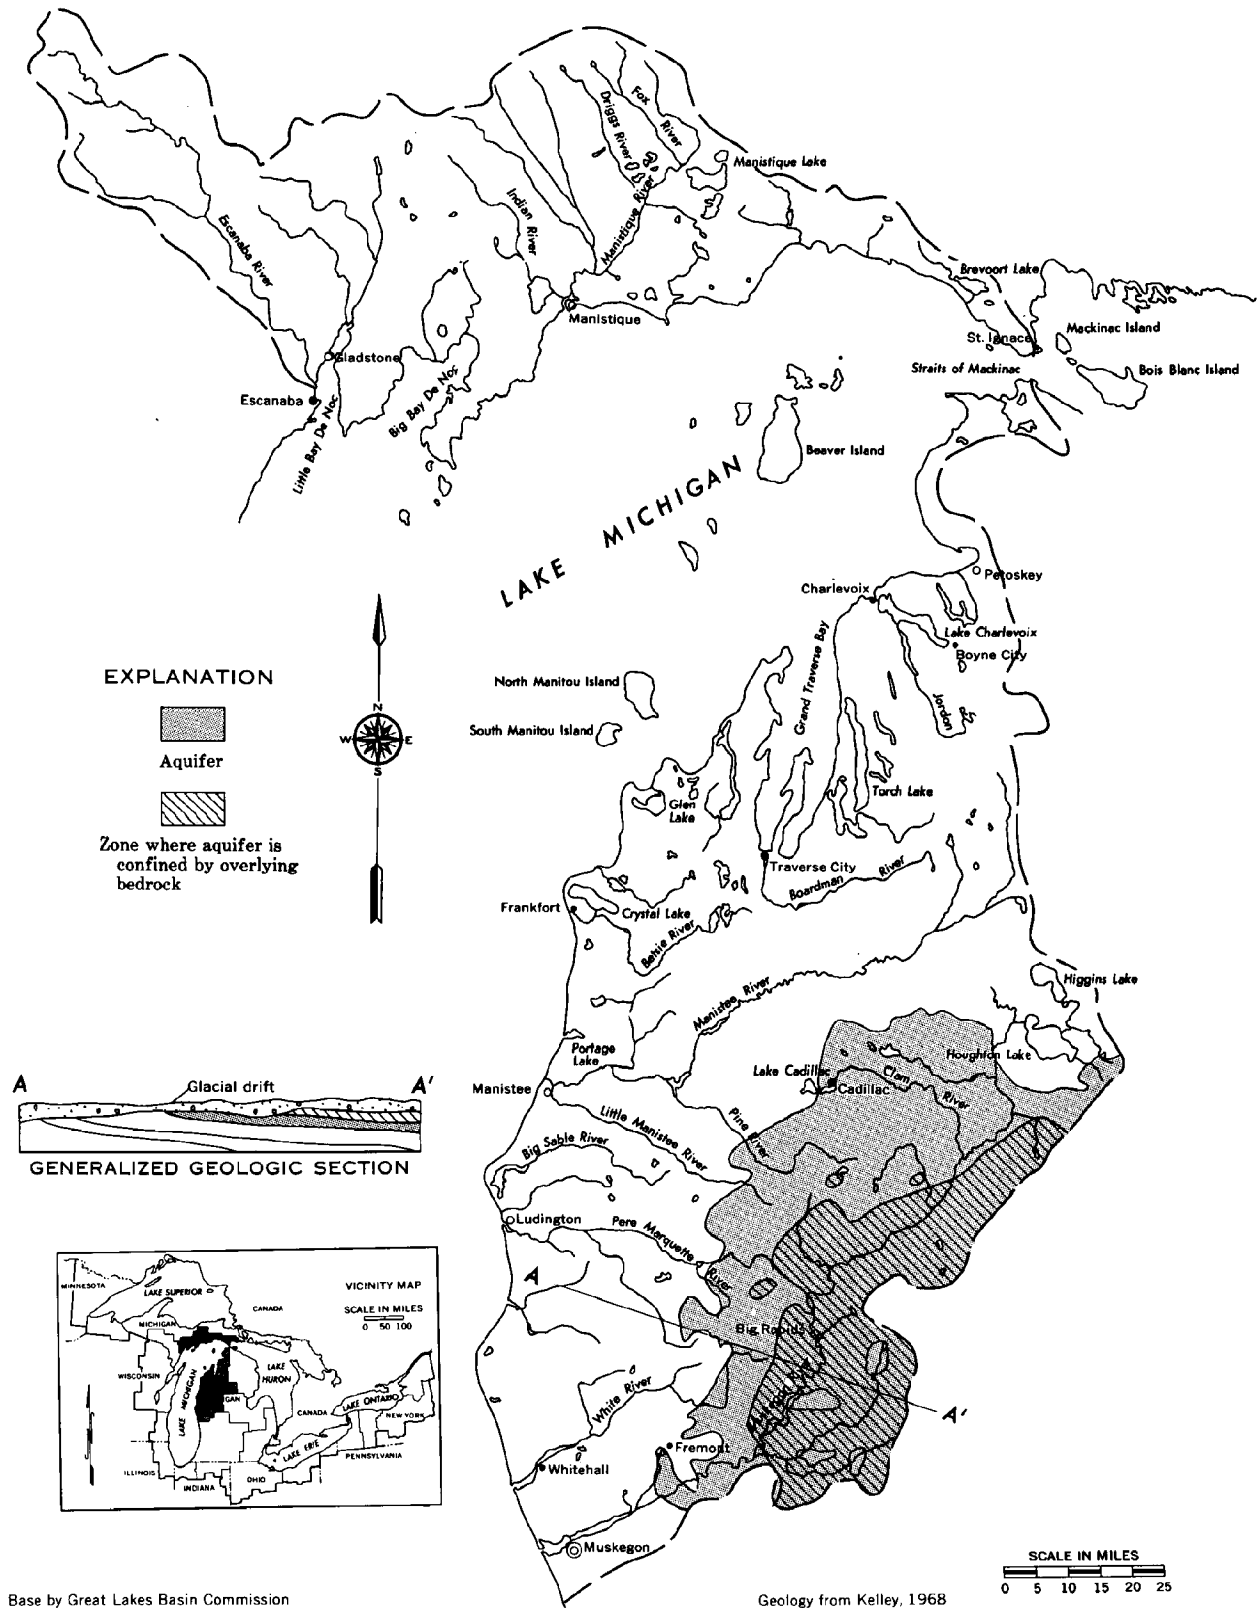 Fox
River
Driggs River
Manistique Lake
Manistique River
Indian River
Escanaba River
Brevoort Lake
Manistique
Mackinac Island
St. Ignace
Gladstone
Straits of Mackinac
Bois Blanc Island
Escanaba
Big Bay De Noc
Little Bay De Noc
Beaver Island
LAKE MICHIGAN
Petoskey
Charlevoix
Lake Charlevoix
Boyne City
Grand Traverse Bay
Jordon
EXPLANATION
Aquifer
Zone where aquifer is
confined by overlying
bedrock
N
W E
S
North Manitou Island
South Manitou Island
Glen
Lake
Torch Lake
Traverse City
Boardman River
Frankfort
Crystal Lake
Betsie River
Higgins Lake
Manistee River
Portage
Lake
Houghton Lake
Lake Cadillac
Cadillac
Clam
River
Manistee
Little Manistee River
Pine River
Big Sable River
Ludington
Pere Marquette
River
A
Big Rapids
White River
A'
Fremont
Whitehall
Muskegon
A Glacial drift A'
GENERALIZED GEOLOGIC SECTION
VICINITY MAP
SCALE IN MILES
0 50 100
MINNESOTA
LAKE SUPERIOR
CANADA
MICHIGAN
WISCONSIN
LAKE MICHIGAN
LAKE
HURON
GAN
CANADA
LAKE ONTARIO
NEW YORK
LAKE ERIE
PENNSYLVANIA
ILLINOIS
INDIANA
OHIO
SCALE IN MILES
0 5 10 15 20 25
Base by Great Lakes Basin Commission
Geology from Kelley, 1968